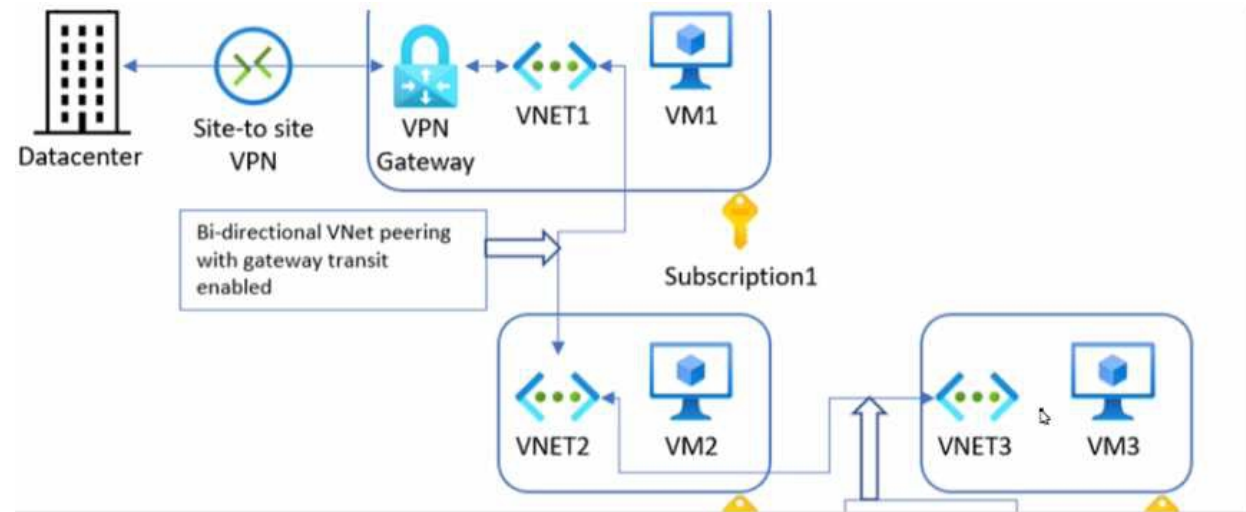 Datacenter
Site-to site
VPN
VPN
Gateway
VNET1
VM1
Bi-directional VNet peering
with gateway transit
enabled
Subscription1
VNET2
VM2
VNET3
VM3